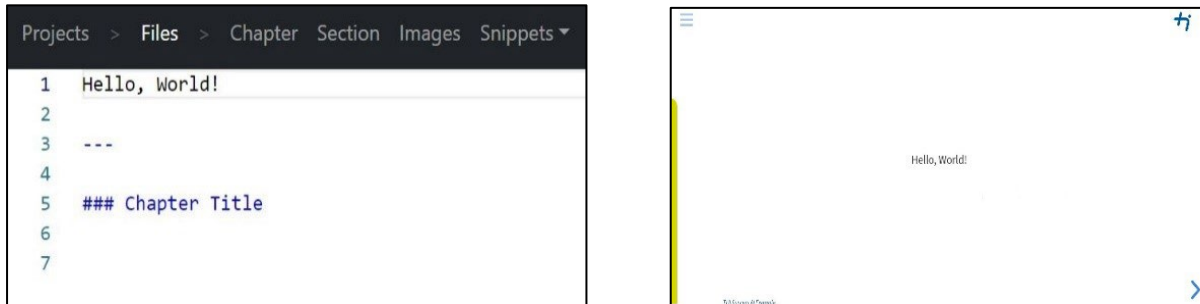 Projects > Files > Chapter Section Images Snippets
1 Hello, World!
2
3 ---
4
5 ### Chapter Title
6
7
Hello, World!